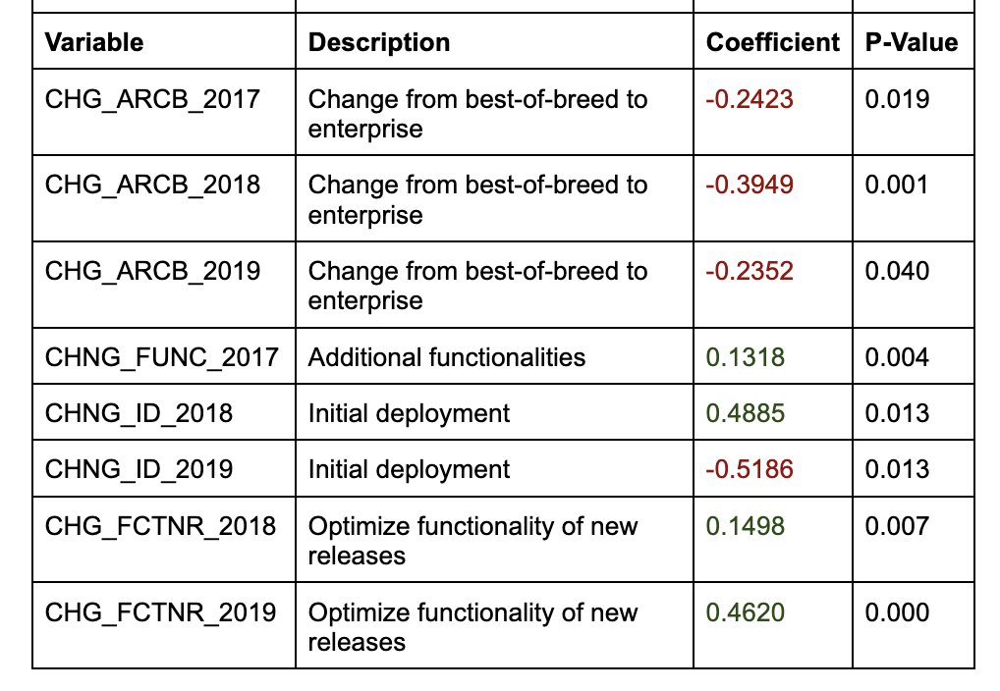 Variable Description Coefficient P-Value
CHG_ARCB_2017 Change from best-of-breed to -0.2423 0.019
enterprise
CHG_ARCB_2018 Change from best-of-breed to -0.3949 0.001
enterprise
CHG_ARCB_2019 Change from best-of-breed to -0.2352 0.040
enterprise
CHNG_FUNC_2017 Additional functionalities 0.1318 0.004
CHNG_ID_2018 Initial deployment 0.4885 0.013
CHNG_ID_2019 Initial deployment -0.5186 0.013
CHG_FCTNR_2018 Optimize functionality of new 0.1498 0.007
releases
CHG_FCTNR_2019 Optimize functionality of new 0.4620 0.000
releases